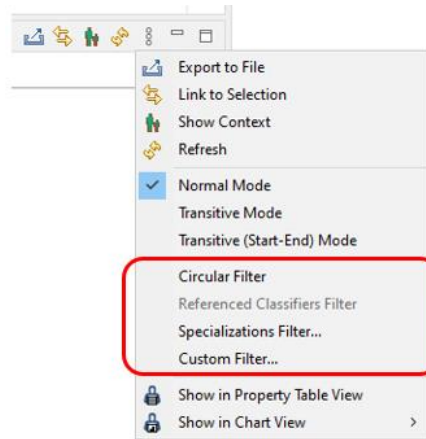 Export to File
Link to Selection
Show Context
Refresh
Normal Mode
Transitive Mode
Transitive (Start-End) Mode
Circular Filter
Referenced Classifiers Filter
Specializations Filter...
Custom Filter...
Show in Property Table View
Show in Chart View